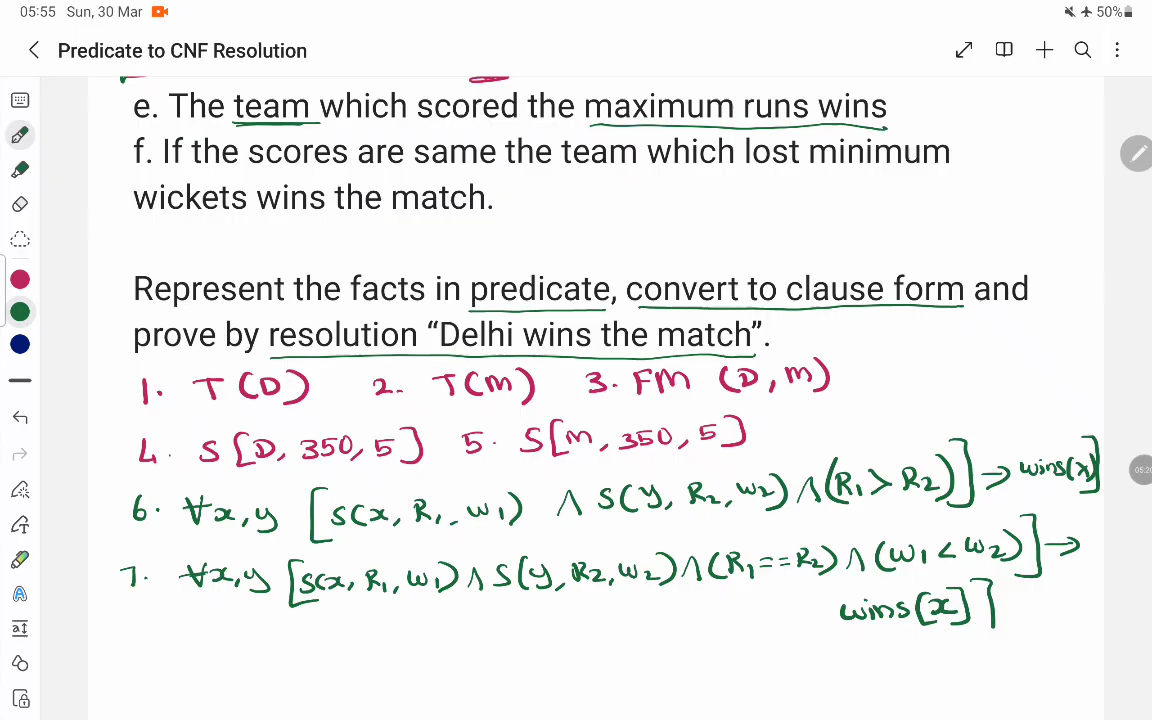 05:55 Sun, 30 Mar 50%
Predicate to CNF Resolution
e. The team which scored the maximum runs wins
f. If the scores are same the team which lost minimum
wickets wins the match.
Represent the facts in predicate, convert to clause form and
prove by resolution “Delhi wins the match”.
1. T(D) 2. T(M) 3. FM (D, M)
4. S[D, 350, 5] 5. S[M, 350, 5]
6. ∀x,y [S(x, R1, w1) ∧ S(y, R2, w2) ∧ (R1 > R2)] → wins(x)]
7. ∀x,y [S(x, R1, w1) ∧ S(y, R2, w2) ∧ (R1 == R2) ∧ (w1 < w2)] →
wins[x]]